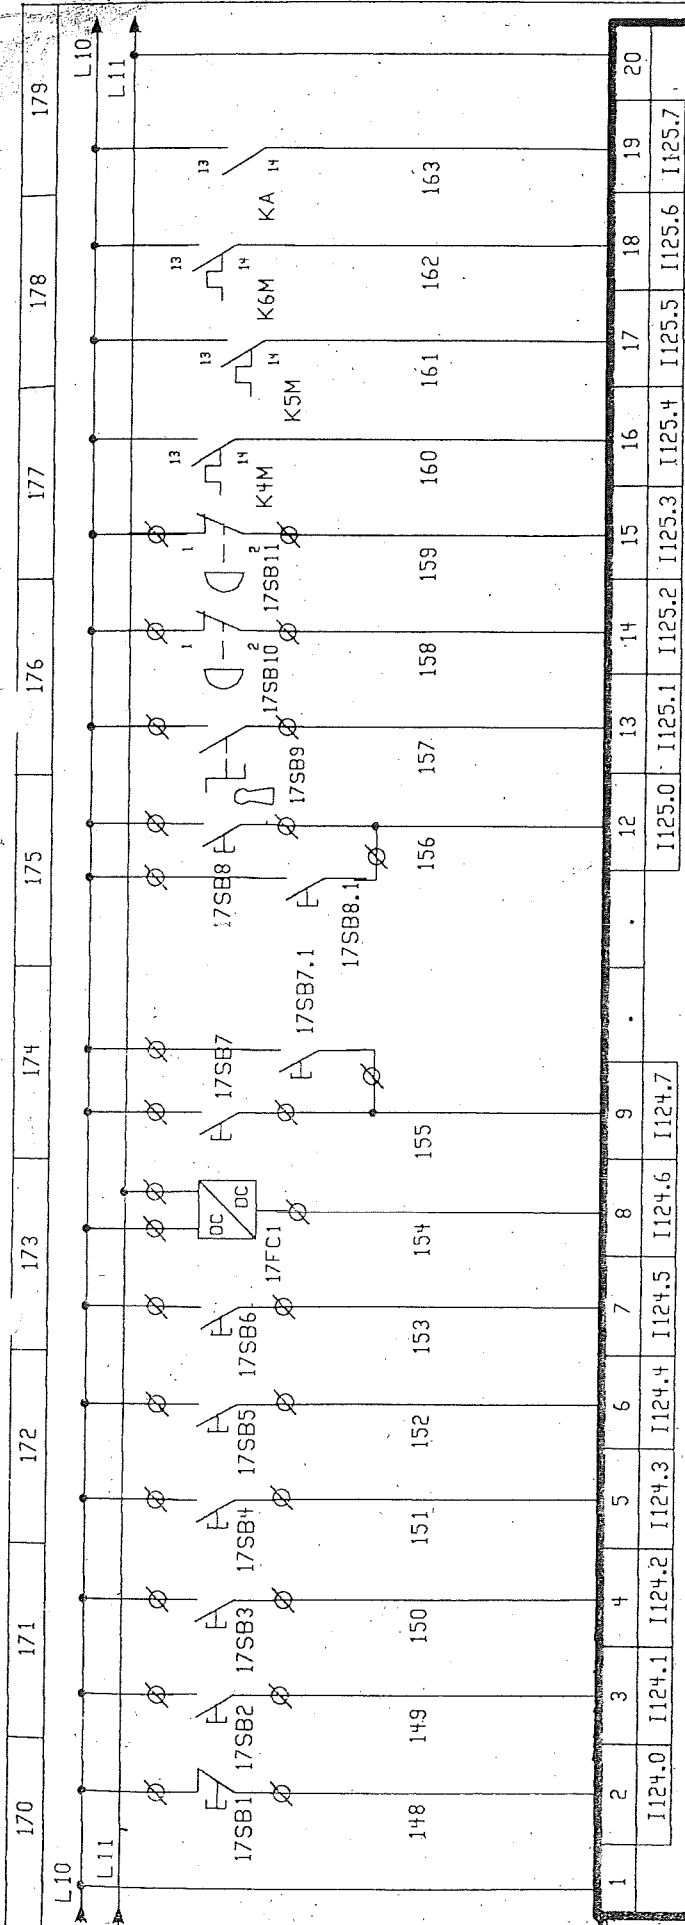 170 171 172 173 174 175 176 177 178 179
L10 L10
L11 L11
13 14 13 14 13 14 13 14
1 2 1 2
17SB1 17SB2 17SB3 17SB4 17SB5 17SB6 17FC1 17SB7 17SB7.1 17SB8 17SB8.1 17SB9 17SB10 17SB11 K4M K5M K6M KA
DC DC
148 149 150 151 152 153 154 155 156 157 158 159 160 161 162 163
1 2 3 4 5 6 7 8 9 12 13 14 15 16 17 18 19 20
I124.0 I124.1 I124.2 I124.3 I124.4 I124.5 I124.6 I124.7 I125.0 I125.1 I125.2 I125.3 I125.4 I125.5 I125.6 I125.7